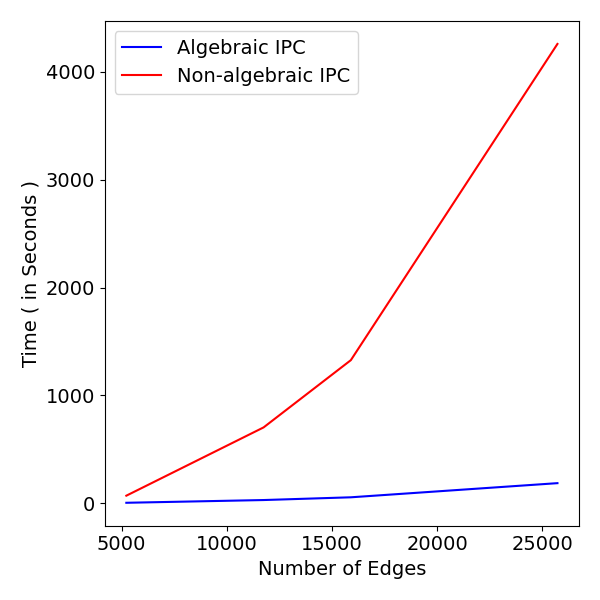 Algebraic IPC
Non-algebraic IPC
4000
3000
2000
1000
0
Time ( in Seconds )
5000 10000 15000 20000 25000
Number of Edges